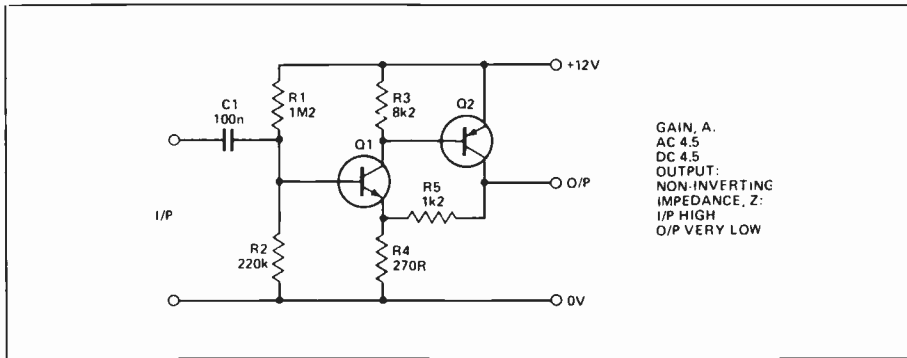 +12V
R1
1M2
R3
8k2
Q2
C1
100n
Q1
R5
1k2
O/P
I/P
R2
220k
R4
270R
0V
GAIN, A.
AC 4.5
DC 4.5
OUTPUT:
NON-INVERTING
IMPEDANCE, Z:
I/P HIGH
O/P VERY LOW